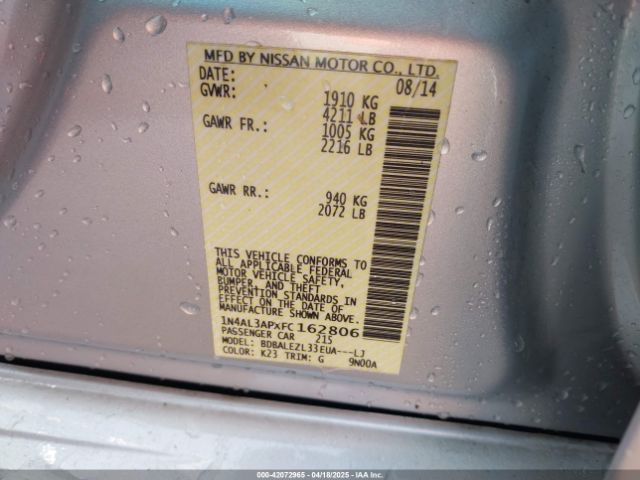 MFD BY NISSAN MOTOR CO., LTD.
DATE: 08/14
GVWR: 1910 KG
4211 LB
GAWR FR.: 1005 KG
2216 LB
GAWR RR.: 940 KG
2072 LB
THIS VEHICLE CONFORMS TO
ALL APPLICABLE FEDERAL
MOTOR VEHICLE SAFETY,
BUMPER, AND THEFT
PREVENTION STANDARDS IN
EFFECT ON THE DATE OF
MANUFACTURE SHOWN ABOVE.
1N4AL3APXFC162806
PASSENGER CAR 215
MODEL: BDBALEZL33EUA---LJ
COLOR: K23 TRIM: G 9N00A
000-42072965 - 04/18/2025 - IAAI